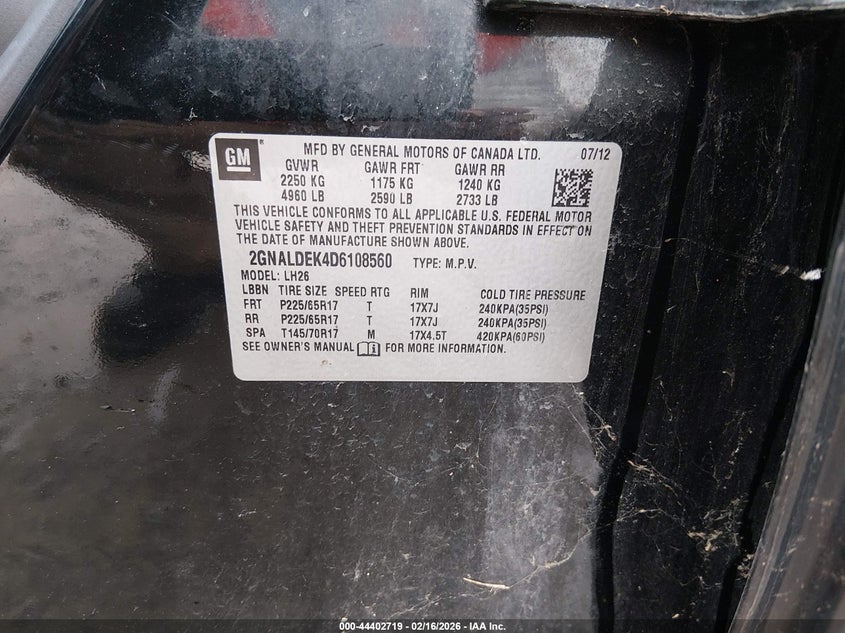 GM
MFD BY GENERAL MOTORS OF CANADA LTD. 07/12
GVWR GAWR FRT GAWR RR
2250 KG 1175 KG 1240 KG
4960 LB 2590 LB 2733 LB
THIS VEHICLE CONFORMS TO ALL APPLICABLE U.S. FEDERAL MOTOR
VEHICLE SAFETY AND THEFT PREVENTION STANDARDS IN EFFECT ON
THE DATE OF MANUFACTURE SHOWN ABOVE.
2GNALDEK4D6108560 TYPE: M.P.V.
MODEL: LH26
LBBN TIRE SIZE SPEED RTG RIM COLD TIRE PRESSURE
FRT P225/65R17 T 17X7J 240KPA(35PSI)
RR P225/65R17 T 17X7J 240KPA(35PSI)
SPA T145/70R17 M 17X4.5T 420KPA(60PSI)
SEE OWNER'S MANUAL FOR MORE INFORMATION.
000-44402719 - 02/16/2026 - IAA Inc.